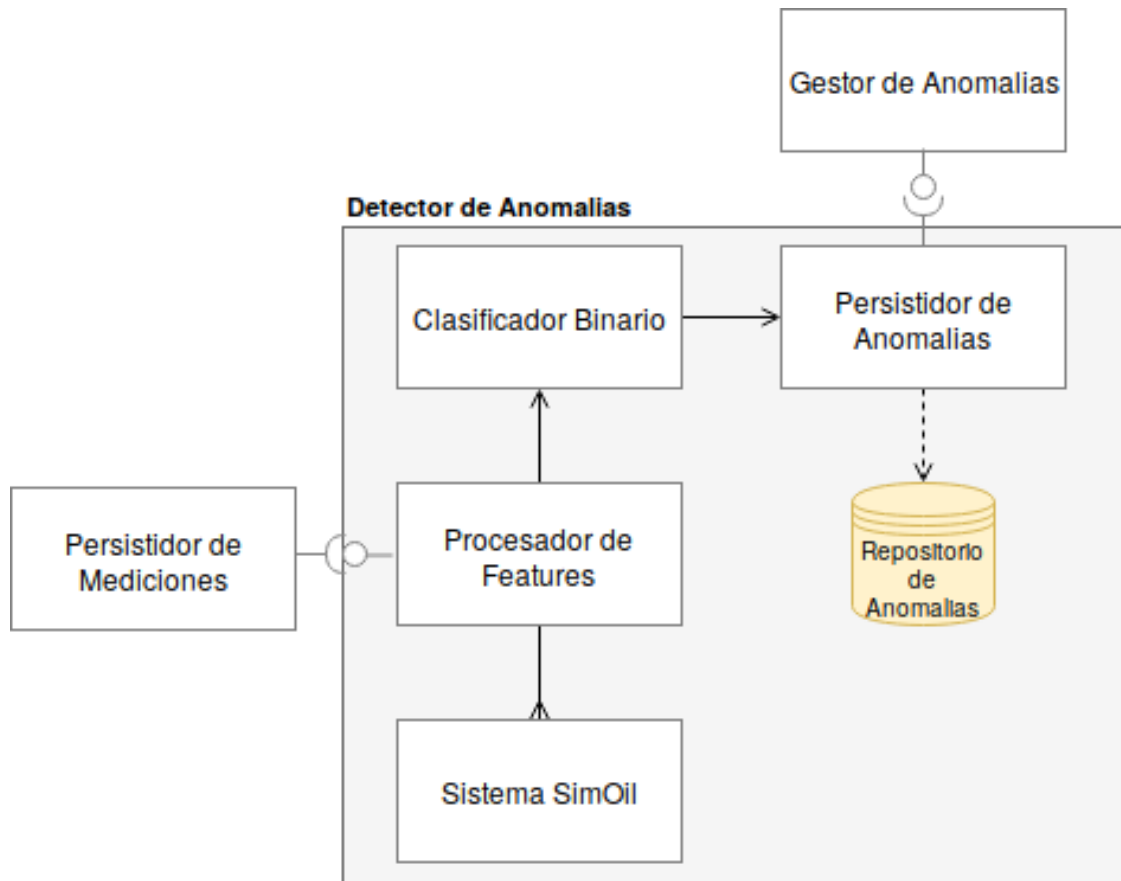 Gestor de Anomalias
Detector de Anomalias
Clasificador Binario
Persistidor de
Anomalias
Persistidor de
Mediciones
Procesador de
Features
Repositorio
de
Anomalias
Sistema SimOil